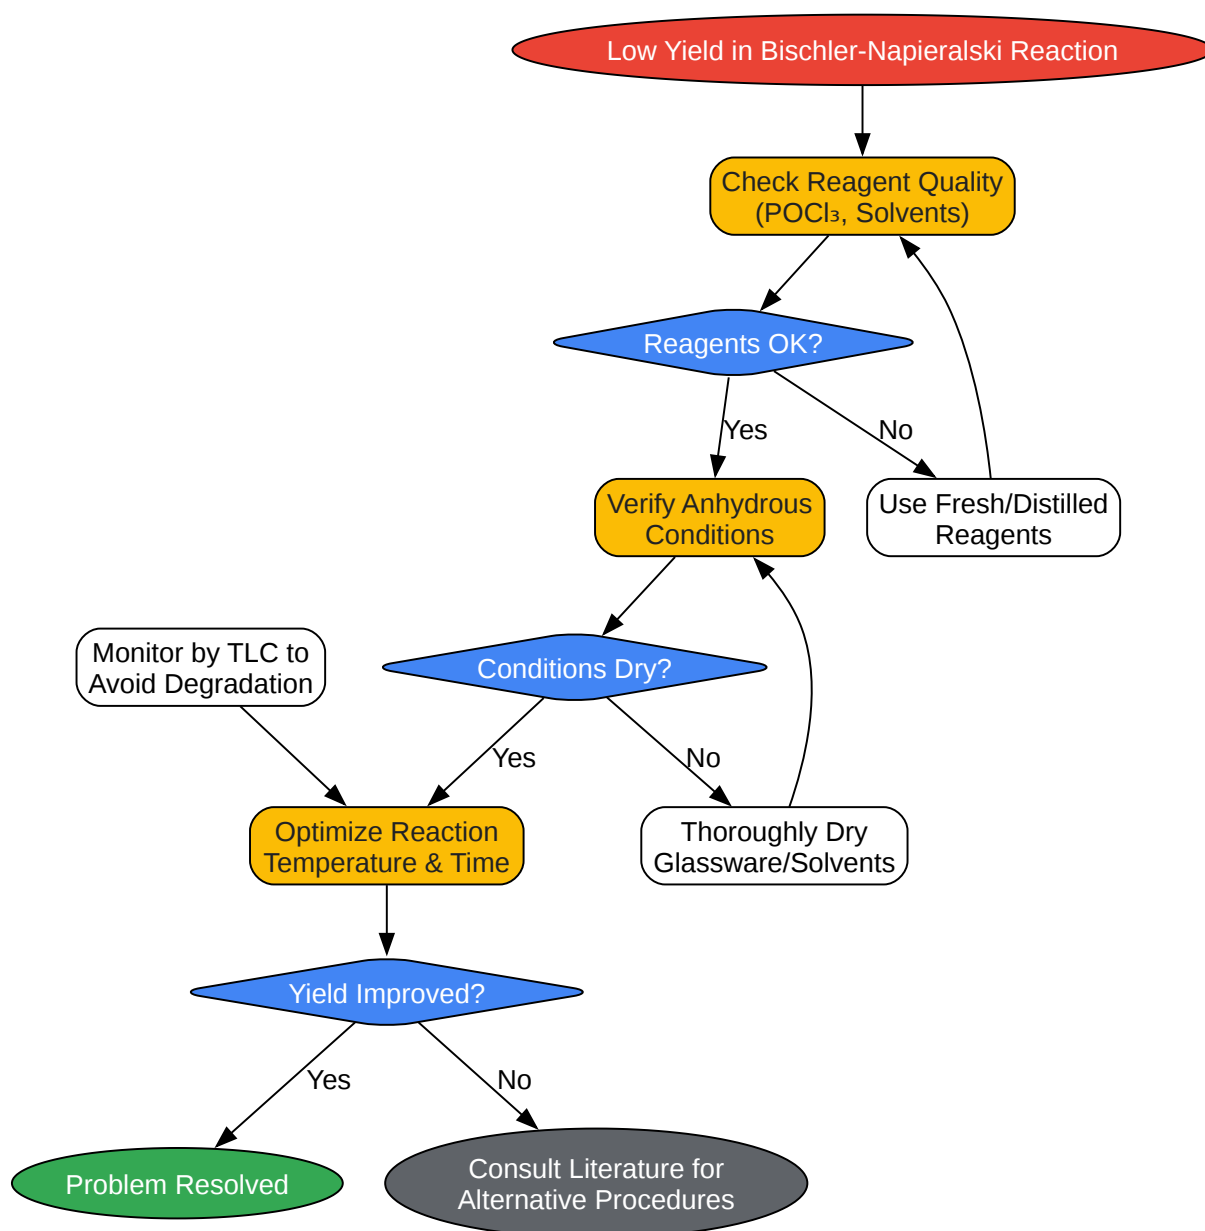 Low Yield in Bischler-Napieralski Reaction
Check Reagent Quality
(POCl₃, Solvents)
Reagents OK?
Yes
No
Verify Anhydrous
Conditions
Use Fresh/Distilled
Reagents
Monitor by TLC to
Avoid Degradation
Conditions Dry?
Yes
No
Optimize Reaction
Temperature & Time
Thoroughly Dry
Glassware/Solvents
Yield Improved?
Yes
No
Problem Resolved
Consult Literature for
Alternative Procedures